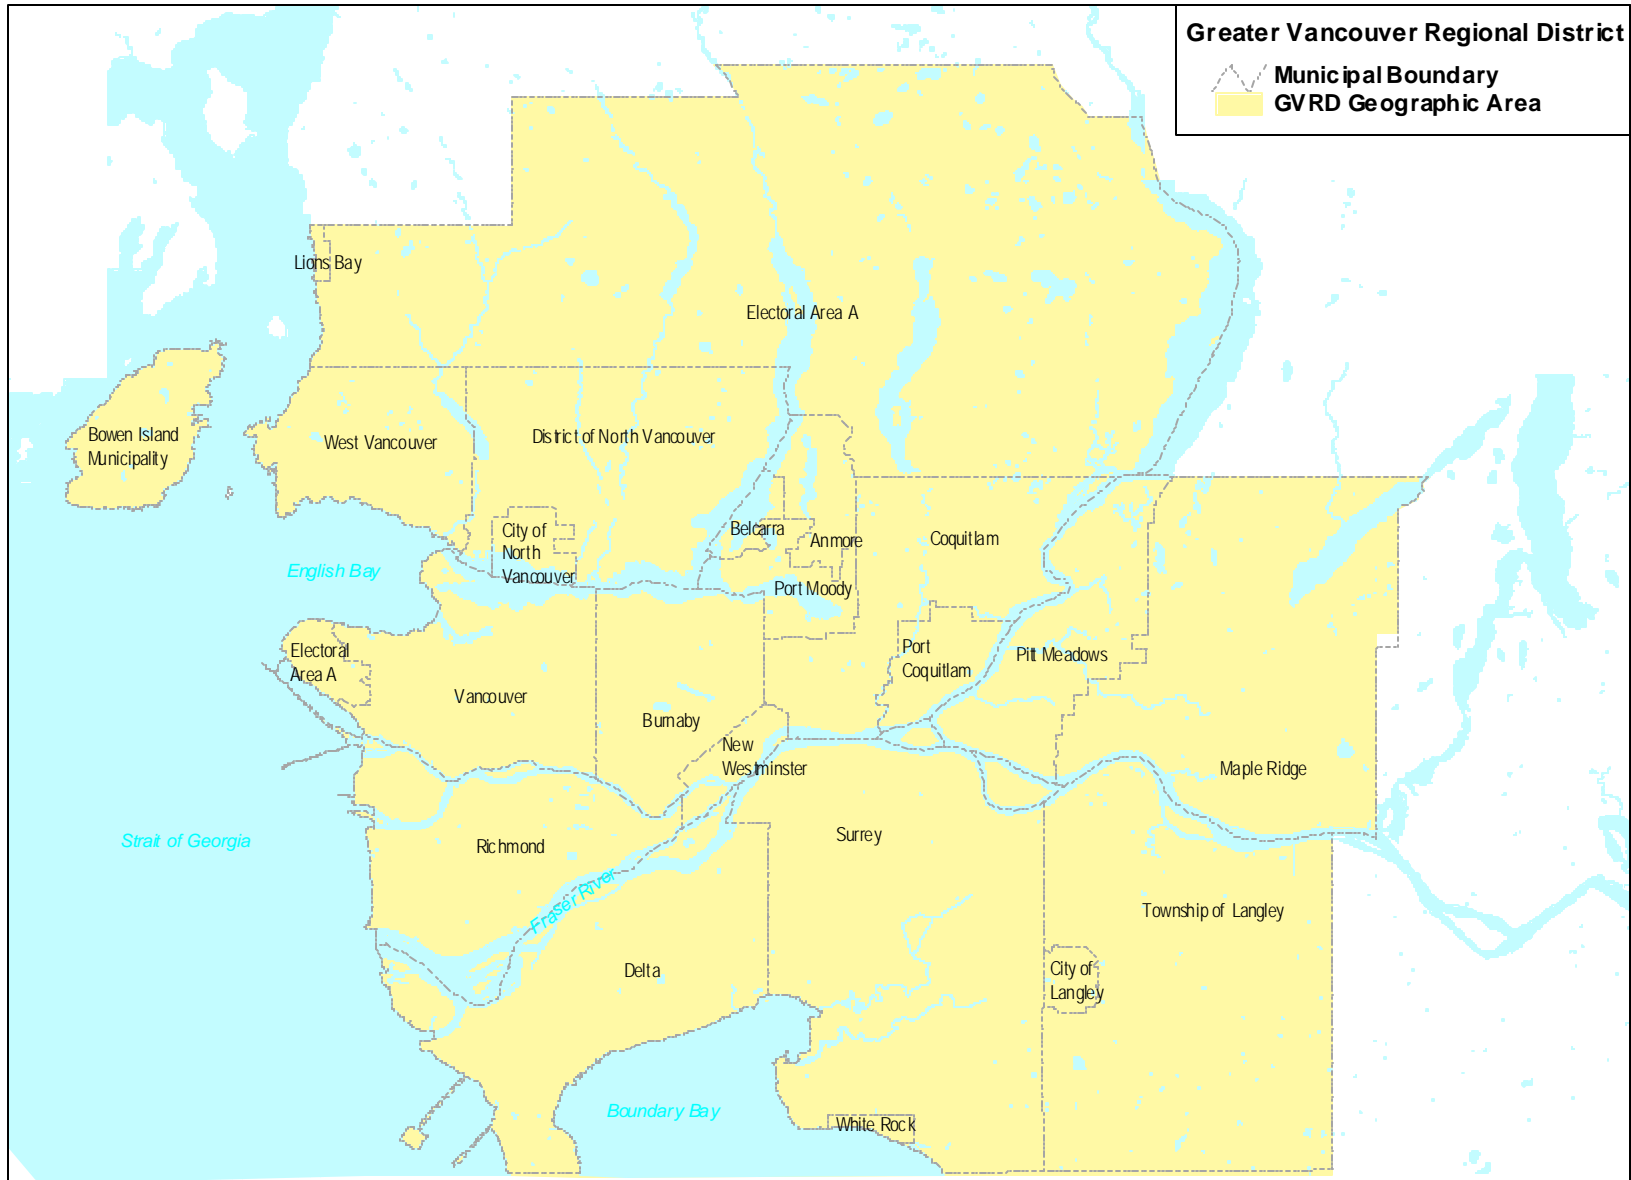 Greater Vancouver Regional District
Municipal Boundary
GVRD Geographic Area
Lions Bay
Electoral Area A
Bowen Island
Municipality
West Vancouver
District of North Vancouver
City of
North
Vancouver
Belcarra
Anmore
Coquitlam
English Bay
Port Moody
Electoral
Area A
Port
Coquitlam
Pitt Meadows
Vancouver
Burnaby
New
Westminster
Maple Ridge
Strait of Georgia
Richmond
Surrey
Fraser River
Township of Langley
Delta
City of
Langley
Boundary Bay
White Rock